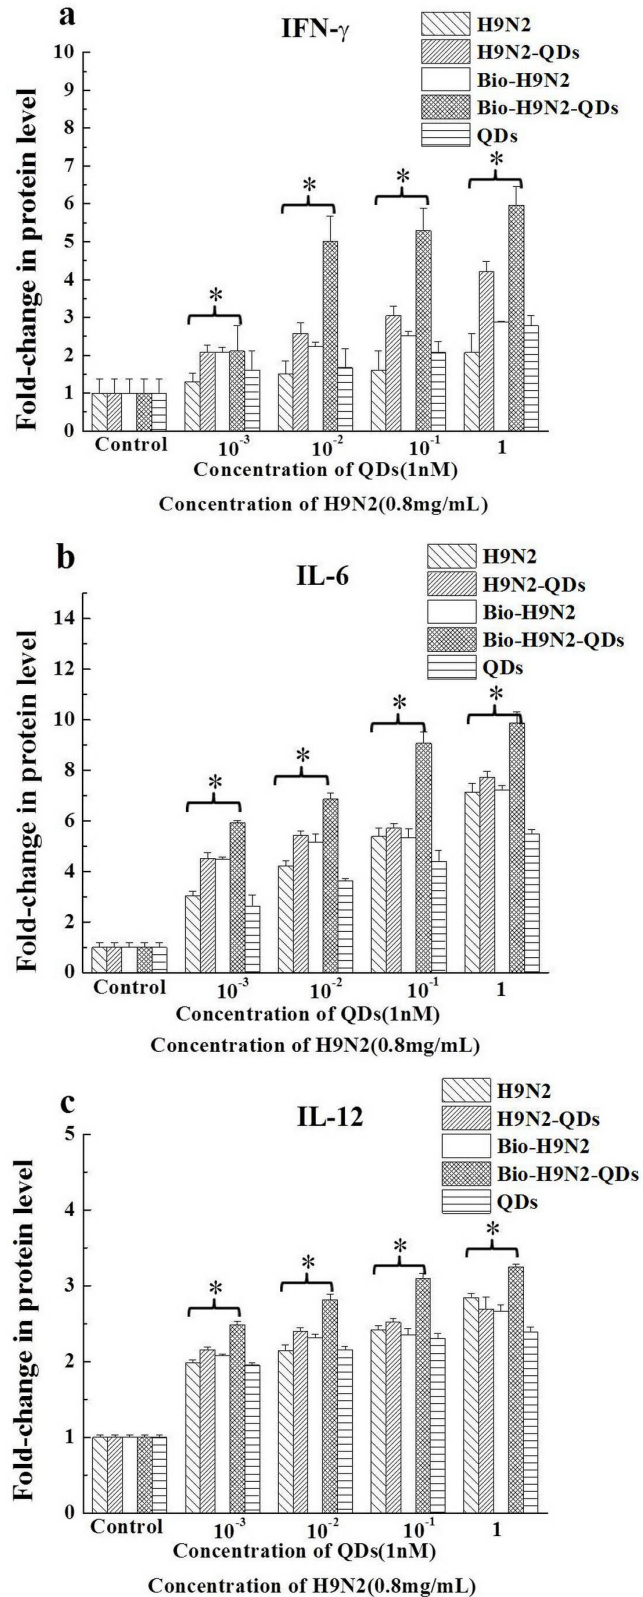 a
IFN-γ
H9N2
H9N2-QDs
Bio-H9N2
Bio-H9N2-QDs
QDs
Fold-change in protein level
10
9
8
7
6
5
4
3
2
1
0
* * * *
Control 10-3 10-2 10-1 1
Concentration of QDs(1nM)
Concentration of H9N2(0.8mg/mL)
b
IL-6
H9N2
H9N2-QDs
Bio-H9N2
Bio-H9N2-QDs
QDs
Fold-change in protein level
14
12
10
8
6
4
2
0
* * * *
Control 10-3 10-2 10-1 1
Concentration of QDs(1nM)
Concentration of H9N2(0.8mg/mL)
c
IL-12
H9N2
H9N2-QDs
Bio-H9N2
Bio-H9N2-QDs
QDs
Fold-change in protein level
5
4
3
2
1
0
* * * *
Control 10-3 10-2 10-1 1
Concentration of QDs(1nM)
Concentration of H9N2(0.8mg/mL)